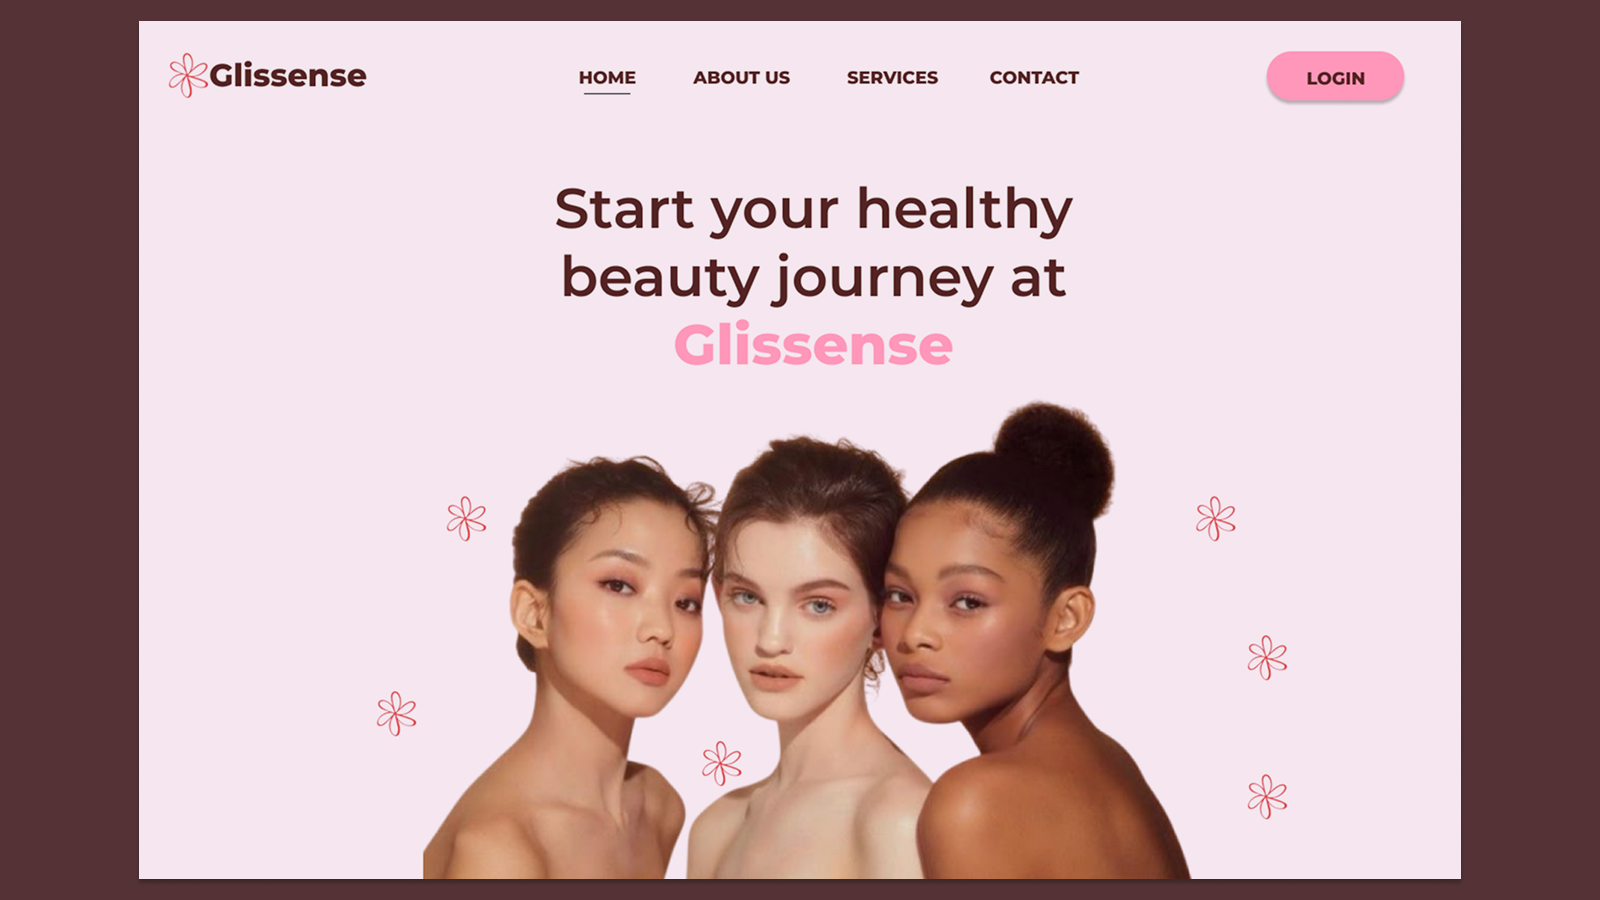 Glissense
HOME ABOUT US SERVICES CONTACT
LOGIN
Start your healthy
beauty journey at
Glissense